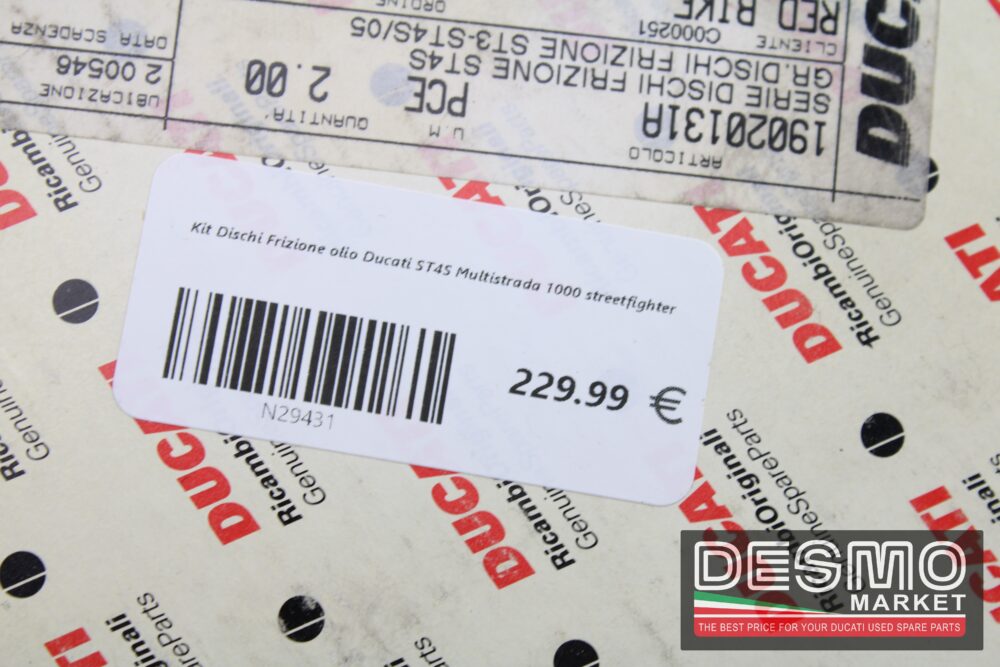 DUCA
CLIENTE
C000251
RED BIKE
ORDINE
GR.DISCHI FRIZIONE ST3-ST4S/05
SERIE DISCHI FRIZIONE ST4S
DATA SCADENZA
UBICAZIONE
2 00546
QUANTITA'
2.00
U.M
PCE
ARTICOLO
19020131A
Kit Dischi Frizione olio Ducati ST4S Multistrada 1000 streetfighter
N29431
229.99 €
DUCATI
RicambiOriginali
GenuineSpareParts
DESMO
MARKET
THE BEST PRICE FOR YOUR DUCATI USED SPARE PARTS